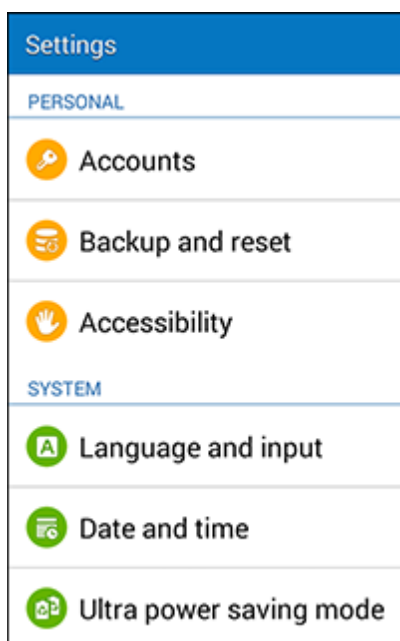 Settings
PERSONAL
Accounts
Backup and reset
Accessibility
SYSTEM
A Language and input
Date and time
Ultra power saving mode